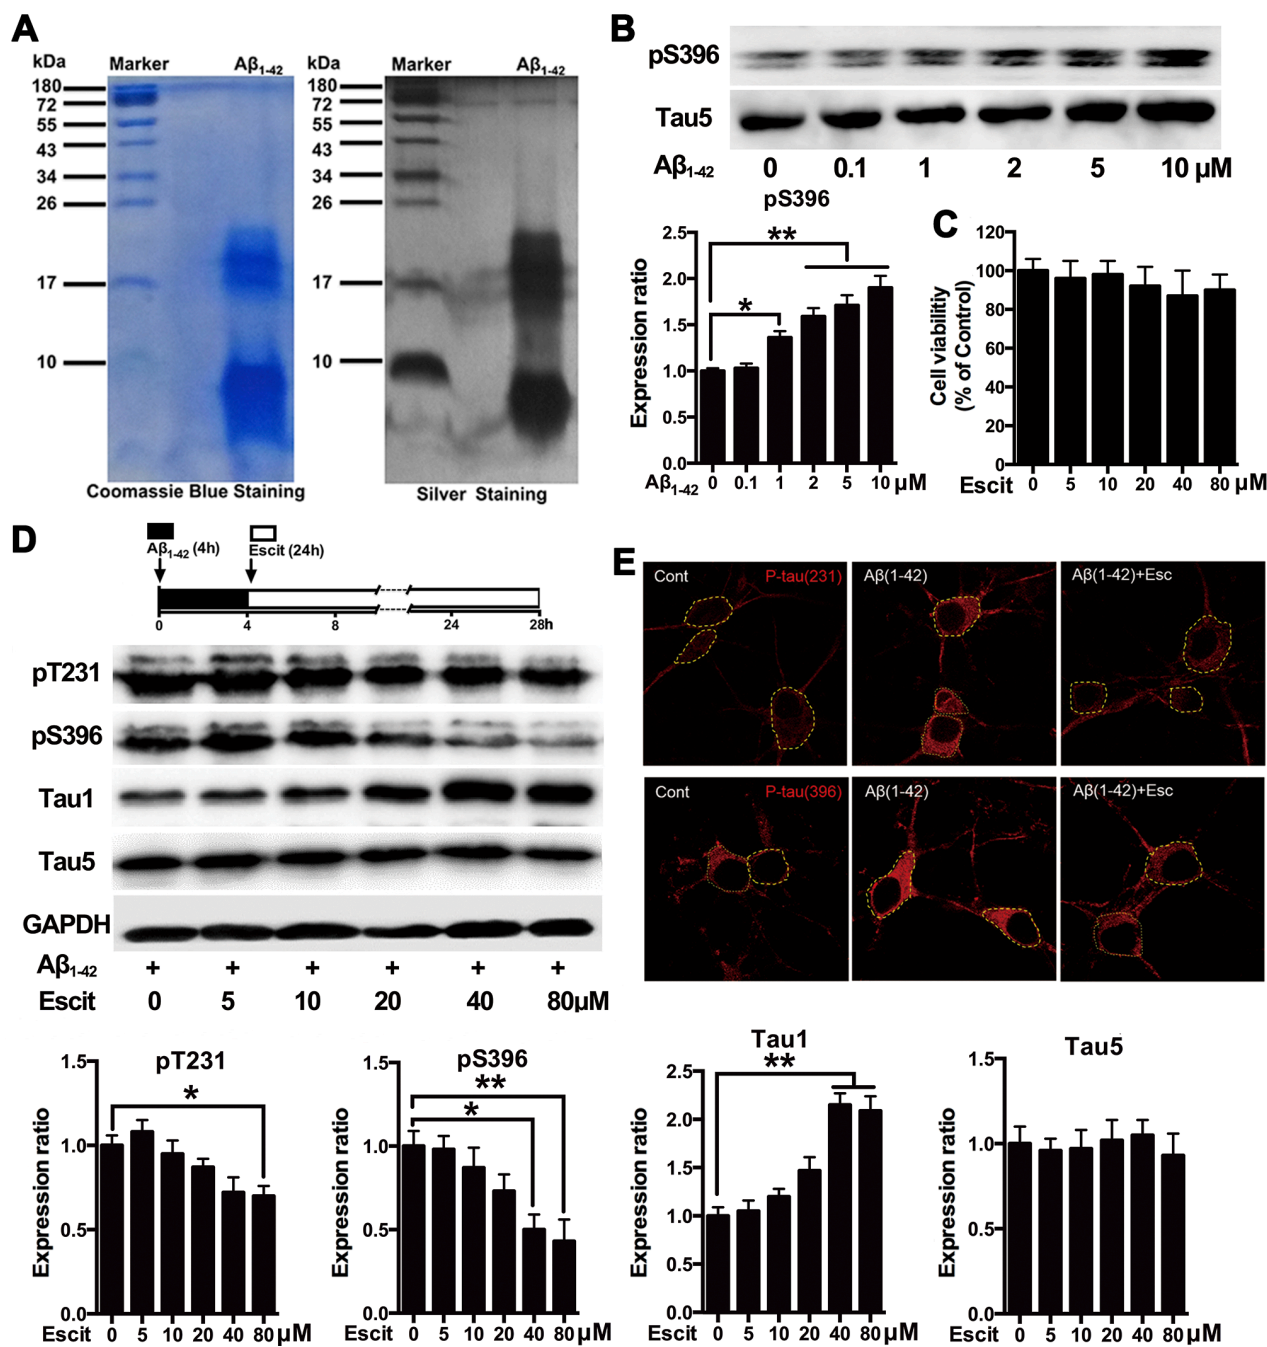 A
kDa Marker Aβ1-42
180
72
55
43
34
26
17
10
Coomassie Blue Staining
kDa Marker Aβ1-42
180
72
55
43
34
26
17
10
Silver Staining
B
pS396
Tau5
Aβ1-42 0 0.1 1 2 5 10 μM
pS396
Expression ratio
2.5
2.0
1.5
1.0
0.5
0.0
**
*
Aβ1-42 0 0.1 1 2 5 10 μM
C
Cell viabilitiy
(% of Control)
120
100
80
60
40
20
0
Escit 0 5 10 20 40 80 μM
D
Aβ1-42 (4h)
Escit (24h)
0 4 8 24 28h
pT231
pS396
Tau1
Tau5
GAPDH
Aβ1-42 + + + + + +
Escit 0 5 10 20 40 80μM
E
Cont P-tau(231)
Aβ(1-42)
Aβ(1-42)+Esc
Cont P-tau(396)
Aβ(1-42)
Aβ(1-42)+Esc
pT231
Expression ratio
1.5
1.0
0.5
0.0
*
Escit 0 5 10 20 40 80 μM
pS396
Expression ratio
1.5
1.0
0.5
0.0
**
*
Escit 0 5 10 20 40 80 μM
Tau1
Expression ratio
2.5
2.0
1.5
1.0
0.5
0.0
**
Escit 0 5 10 20 40 80 μM
Tau5
Expression ratio
1.5
1.0
0.5
0.0
Escit 0 5 10 20 40 80 μM